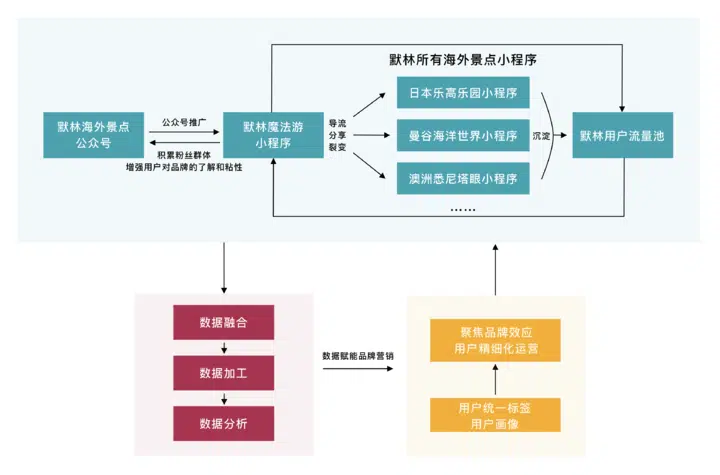 默林所有海外景点小程序
默林海外景点
公众号
公众号推广
积累粉丝群体
增强用户对品牌的了解和粘性
默林魔法游
小程序
导流
分享
裂变
日本乐高乐园小程序
曼谷海洋世界小程序
澳洲悉尼塔眼小程序
……
沉淀
默林用户流量池
数据融合
数据加工
数据分析
数据赋能品牌营销
聚焦品牌效应
用户精细化运营
用户统一标签
用户画像